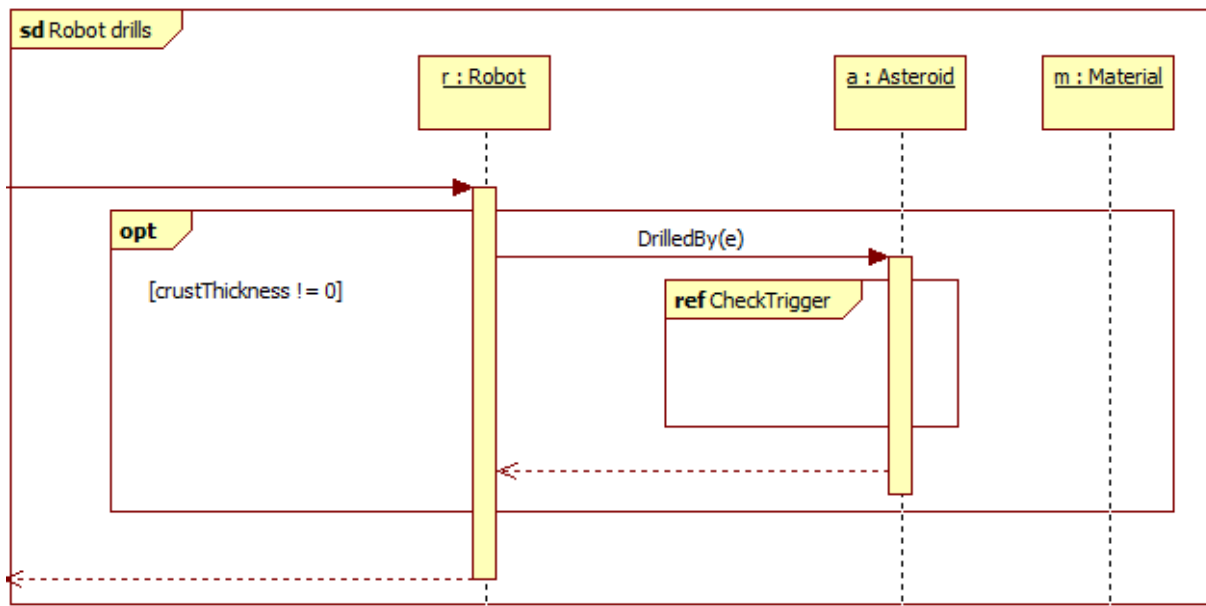 sd Robot drills
r : Robot
a : Asteroid
m : Material
opt
DrilledBy(e)
[crustThickness != 0]
ref CheckTrigger